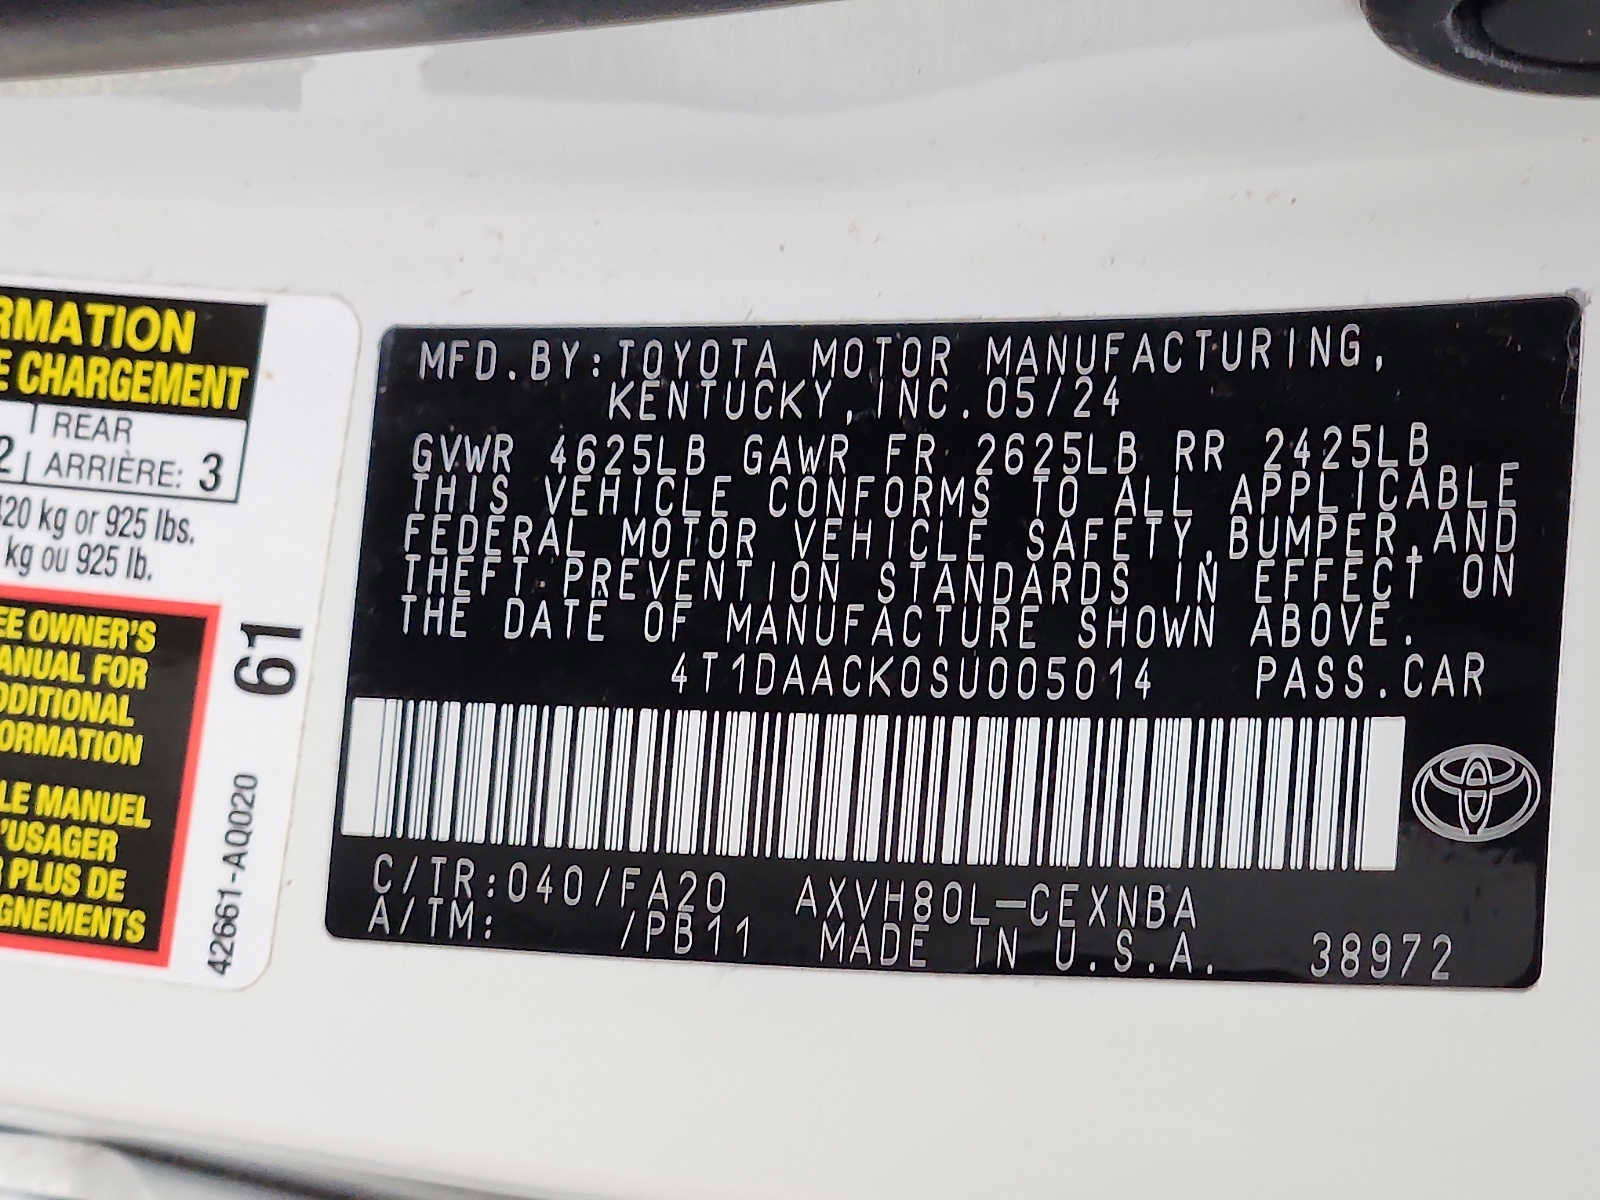 RMATION
E CHARGEMENT
REAR
2 ARRIÈRE: 3
420 kg or 925 lbs.
kg ou 925 lb.
EE OWNER'S
ANUAL FOR
DDITIONAL
FORMATION
LE MANUEL
'USAGER
R PLUS DE
GNEMENTS
61
42661-AQ020
MFD.BY:TOYOTA MOTOR MANUFACTURING,
KENTUCKY,INC.05/24
GVWR 4625LB GAWR FR 2625LB RR 2425LB
THIS VEHICLE CONFORMS TO ALL APPLICABLE
FEDERAL MOTOR VEHICLE SAFETY,BUMPER,AND
THEFT PREVENTION STANDARDS IN EFFECT ON
THE DATE OF MANUFACTURE SHOWN ABOVE.
4T1DAACK0SU005014 PASS.CAR
C/TR:040/FA20 AXVH80L-CEXNBA
A/TM: /PB11 MADE IN U.S.A. 38972